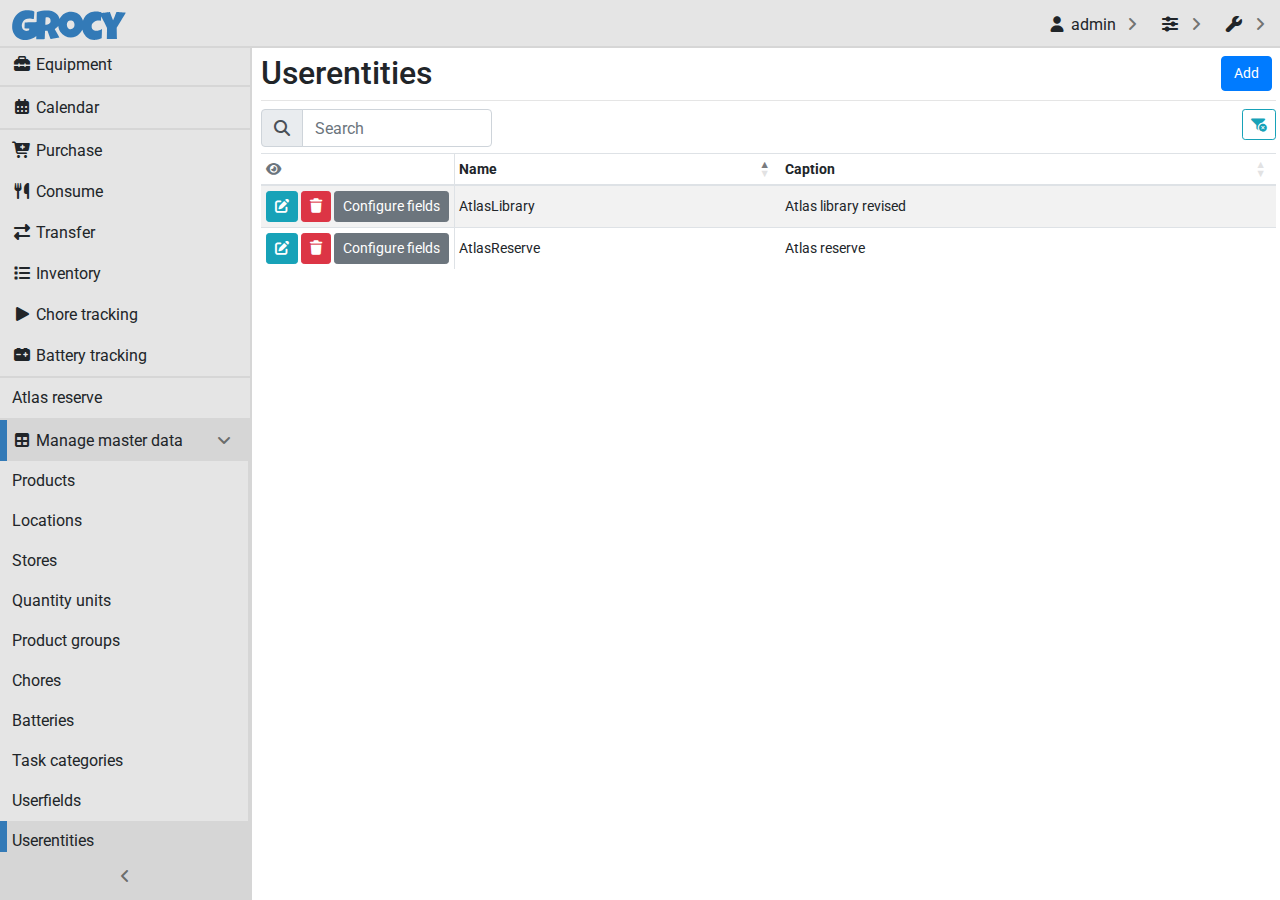 GROCY
admin
Equipment
Calendar
Purchase
Consume
Transfer
Inventory
Chore tracking
Battery tracking
Atlas reserve
Manage master data
Products
Locations
Stores
Quantity units
Product groups
Chores
Batteries
Task categories
Userfields
Userentities
Userentities
Add
Search
Name
Caption
Configure fields
AtlasLibrary
Atlas library revised
Configure fields
AtlasReserve
Atlas reserve